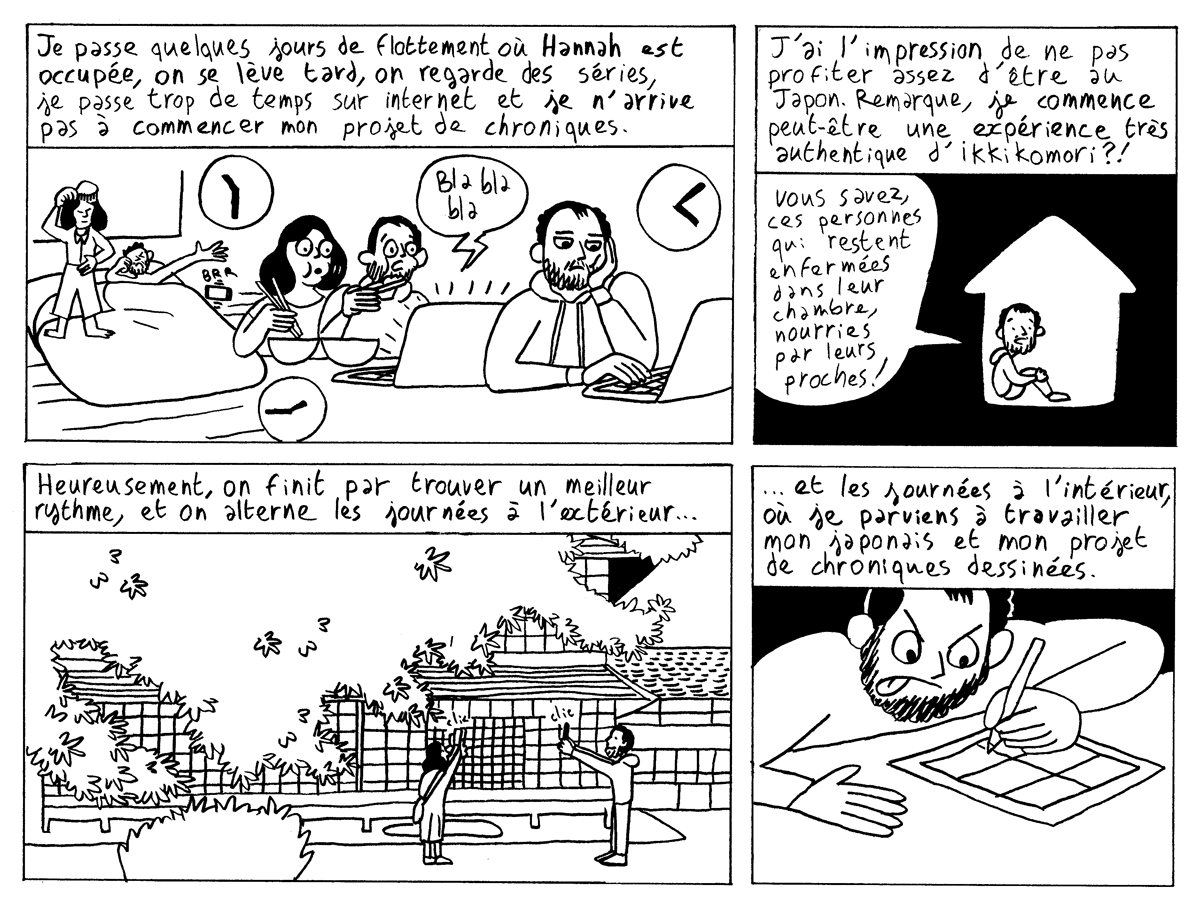 Je passe quelques jours de flottement où Hannah est
occupée, on se lève tard, on regarde des séries,
je passe trop de temps sur internet et je n'arrive
pas à commencer mon projet de chroniques.
BRR
Bla bla
bla
J'ai l'impression de ne pas
profiter assez d'être au
Japon. Remarque, je commence
peut-être une expérience très
authentique d'ikkikomori?!
Vous savez,
ces personnes
qui restent
enfermées
dans leur
chambre,
nourries
par leurs
proches!
Heureusement, on finit par trouver un meilleur
rythme, et on alterne les journées à l'extérieur...
clic
clic
... et les journées à l'intérieur,
où je parviens à travailler
mon japonais et mon projet
de chroniques dessinées.